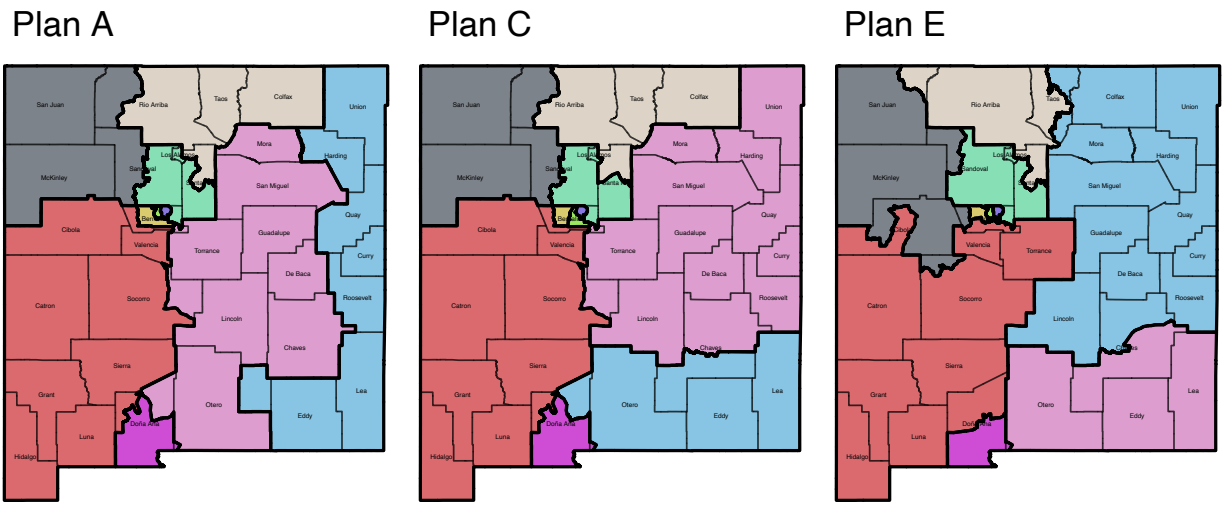 Plan A
Plan C
Plan E
San Juan
Rio Arriba
Taos
Colfax
Union
Mora
Harding
Los Alamos
Sandoval
McKinley
San Miguel
Quay
Cibola
Valencia
Torrance
Guadalupe
Curry
De Baca
Catron
Socorro
Roosevelt
Lincoln
Chaves
Sierra
Grant
Otero
Lea
Eddy
Luna
Doña Ana
Hidalgo
San Juan
Rio Arriba
Taos
Colfax
Union
Mora
Harding
Los Alamos
Sandoval
McKinley
San Miguel
Quay
Cibola
Valencia
Torrance
Guadalupe
Curry
De Baca
Catron
Socorro
Roosevelt
Lincoln
Chaves
Sierra
Grant
Otero
Lea
Eddy
Luna
Doña Ana
Hidalgo
San Juan
Rio Arriba
Taos
Colfax
Union
Mora
Harding
Los Alamos
Sandoval
McKinley
San Miguel
Quay
Cibola
Valencia
Torrance
Guadalupe
Curry
De Baca
Catron
Socorro
Roosevelt
Lincoln
Sierra
Grant
Otero
Lea
Eddy
Luna
Doña Ana
Hidalgo